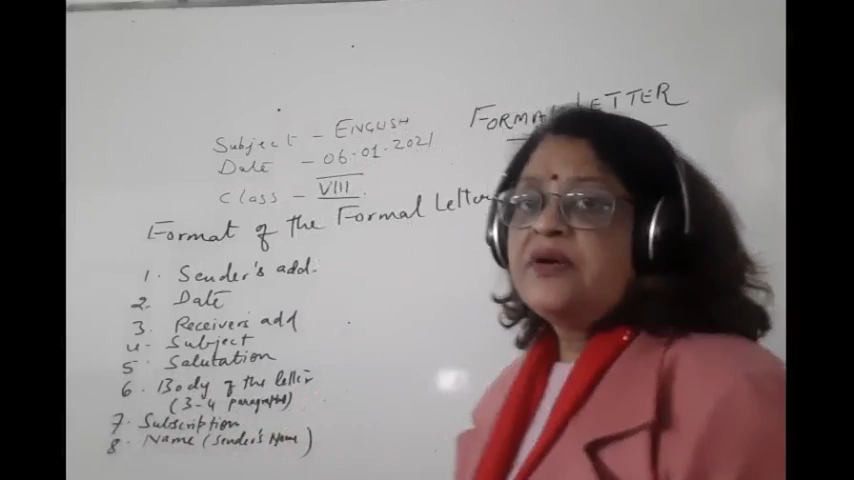 FORMAL LETTER
Subject - ENGLISH
Date - 06.01.2021
Class - VIII
Format of the Formal Letter
1. Sender's add.
2. Date
3. Receivers add
4. Subject
5. Salutation
6. Body of the letter
(3-4 paragraphs)
7. Subscription
8. Name (Sender's Name)